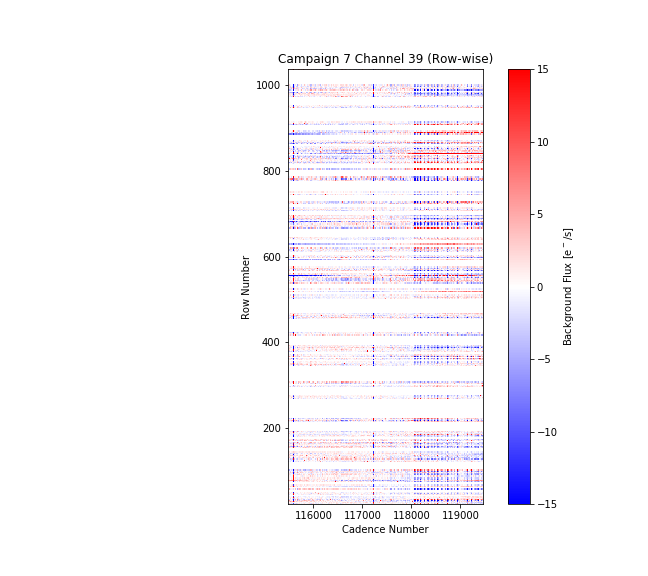 Campaign 7 Channel 39 (Row-wise)
1000
800
600
400
200
Row Number
116000 117000 118000 119000
Cadence Number
15
10
5
0
−5
−10
−15
Background Flux [e⁻/s]